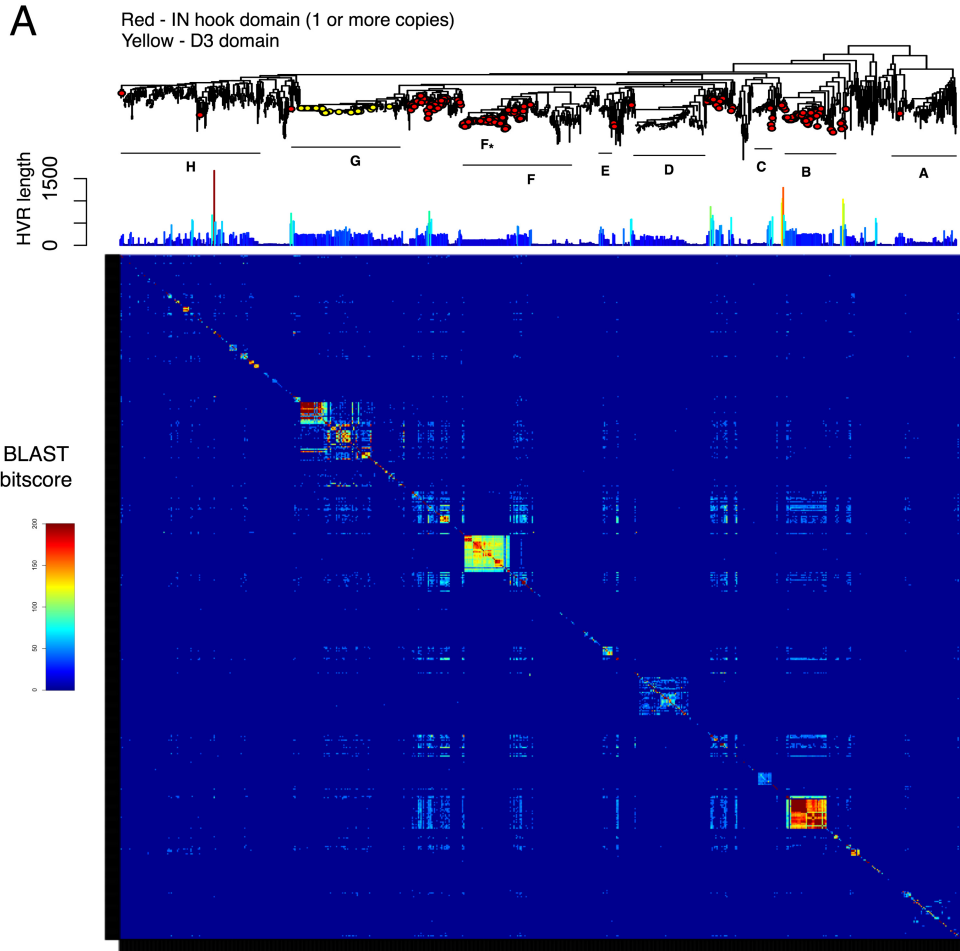 A
Red - IN hook domain (1 or more copies)
Yellow - D3 domain
H
G
F*
F
E
D
C
B
A
HVR length
1500
0
BLAST
bitscore
200
150
100
50
0